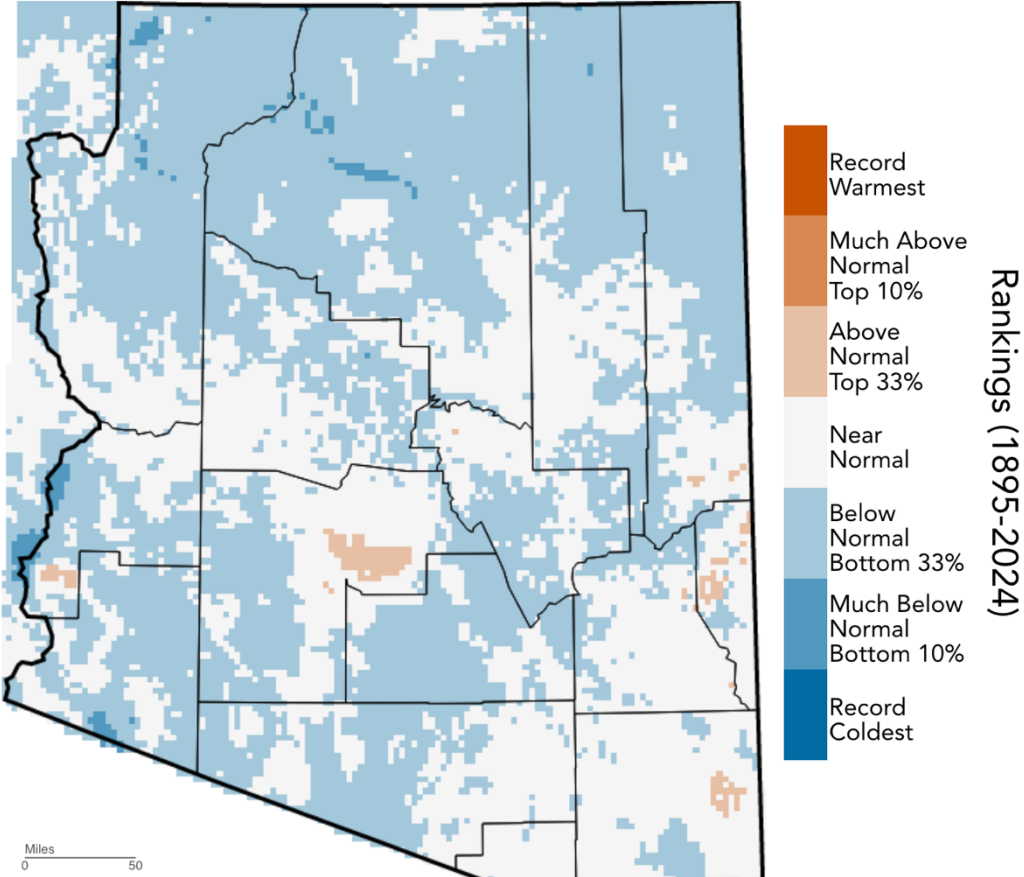 Record
Warmest
Much Above
Normal
Top 10%
Above
Normal
Top 33%
Near
Normal
Below
Normal
Bottom 33%
Much Below
Normal
Bottom 10%
Record
Coldest
Rankings (1895-2024)
Miles
0 50